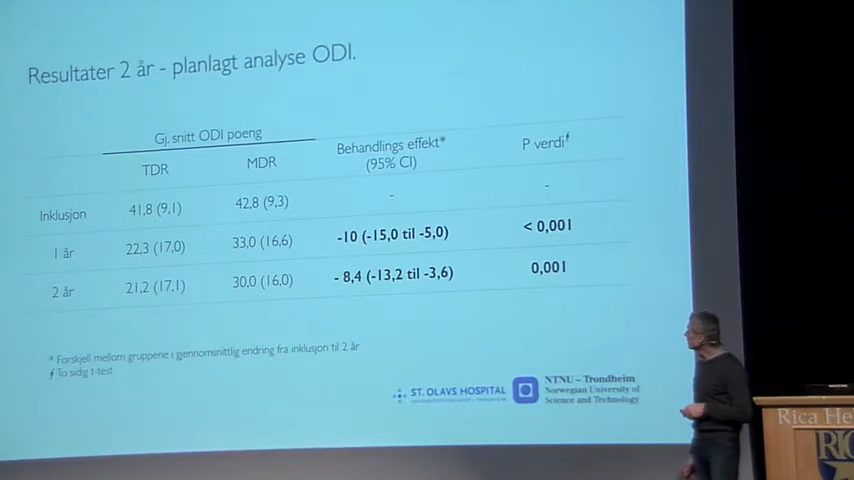 Resultater 2 år - planlagt analyse ODI.
Gj. snitt ODI poeng
TDR MDR Behandlings effekt* (95% CI) P verdiƒ
Inklusjon 41,8 (9,1) 42,8 (9,3) - -
1 år 22,3 (17,0) 33,0 (16,6) -10 (-15,0 til -5,0) < 0,001
2 år 21,2 (17,1) 30,0 (16,0) - 8,4 (-13,2 til -3,6) 0,001
* Forskjell mellom gruppene i gjennomsnittlig endring fra inklusjon til 2 år
ƒ To sidig t-test
ST. OLAVS HOSPITAL
NTNU – Trondheim
Norwegian University of
Science and Technology
Rica He
RIC